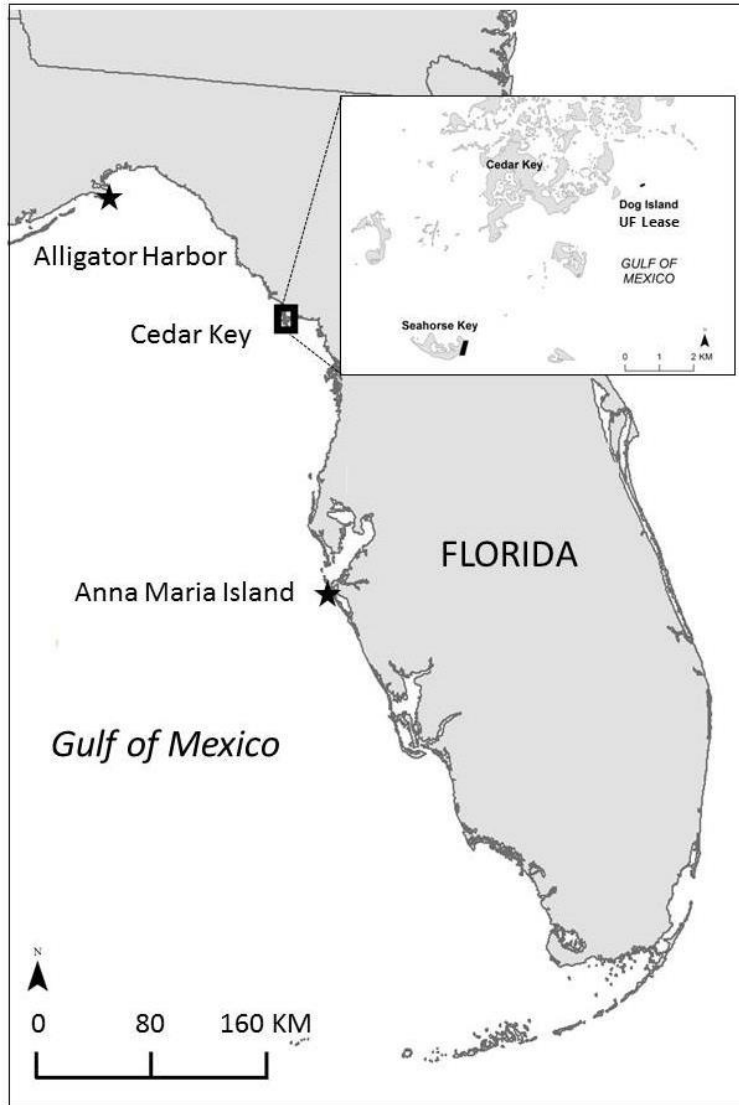 Cedar Key
Dog Island
UF Lease
GULF OF
MEXICO
Seahorse Key
N
0 1 2 KM
Alligator Harbor
Cedar Key
FLORIDA
Anna Maria Island
Gulf of Mexico
N
0 80 160 KM